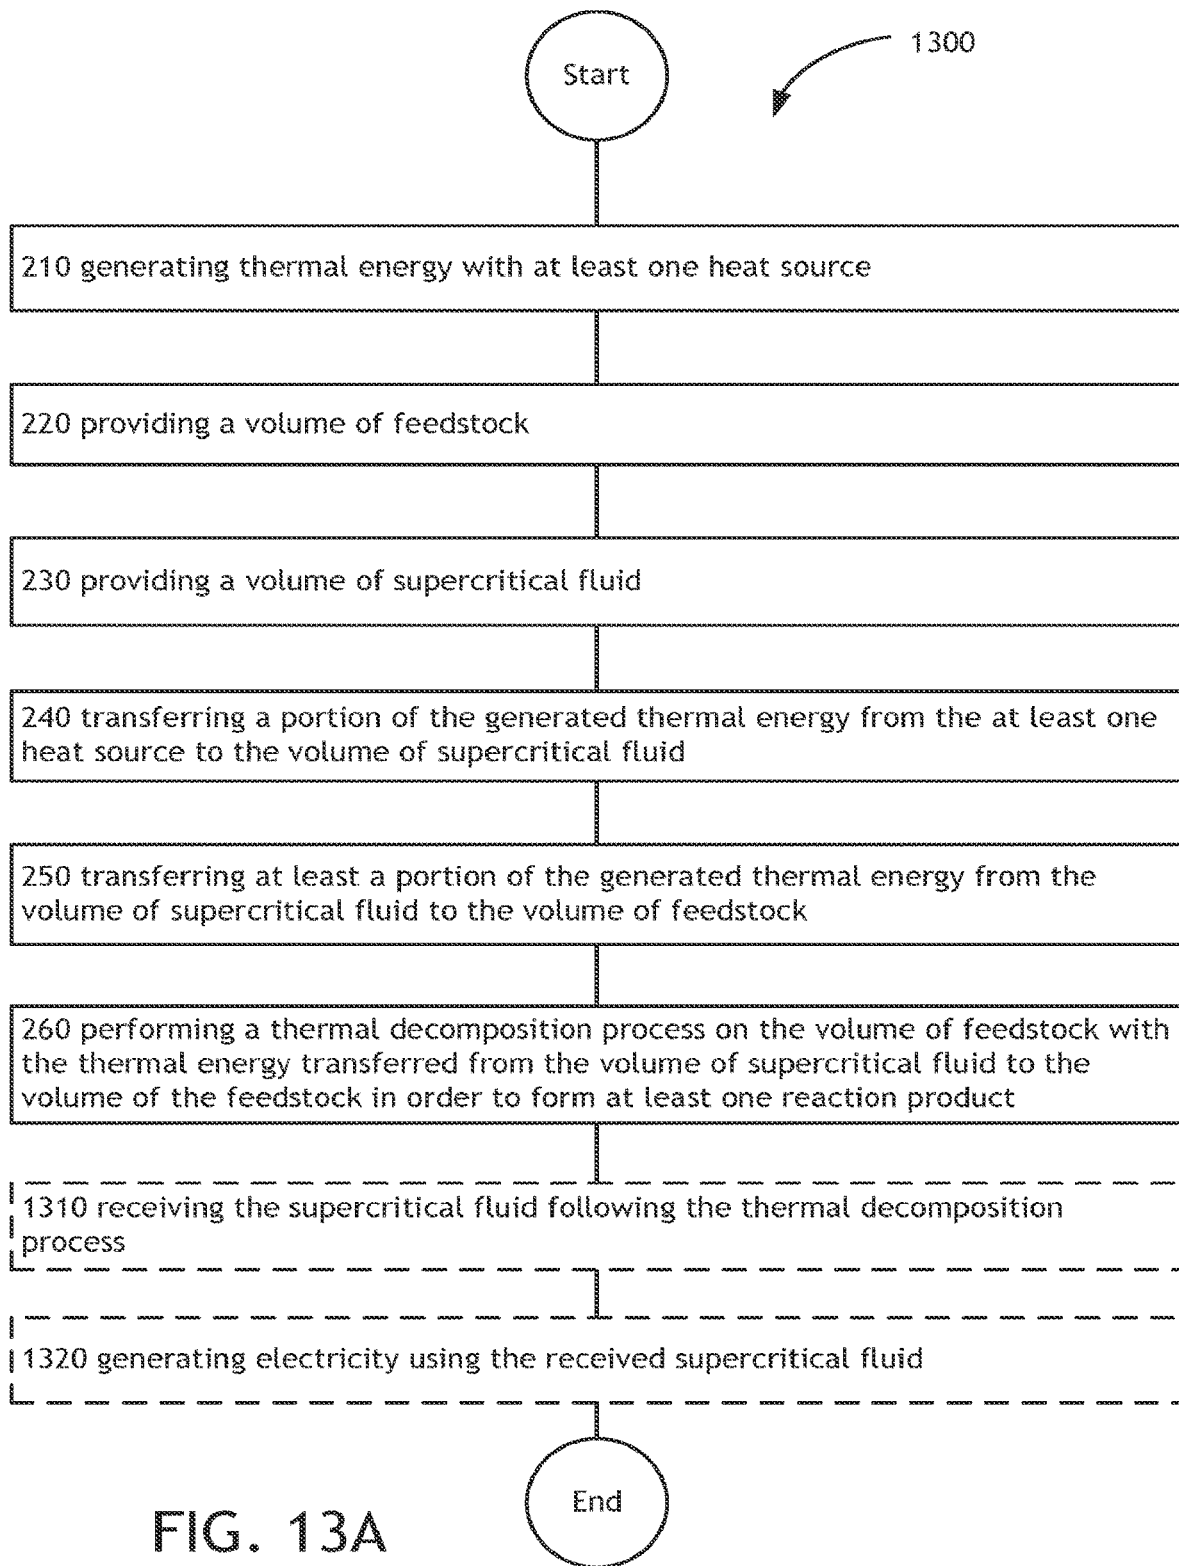 1300
Start
210 generating thermal energy with at least one heat source
220 providing a volume of feedstock
230 providing a volume of supercritical fluid
240 transferring a portion of the generated thermal energy from the at least one
heat source to the volume of supercritical fluid
250 transferring at least a portion of the generated thermal energy from the
volume of supercritical fluid to the volume of feedstock
260 performing a thermal decomposition process on the volume of feedstock with
the thermal energy transferred from the volume of supercritical fluid to the
volume of the feedstock in order to form at least one reaction product
1310 receiving the supercritical fluid following the thermal decomposition
process
1320 generating electricity using the received supercritical fluid
End
FIG. 13A